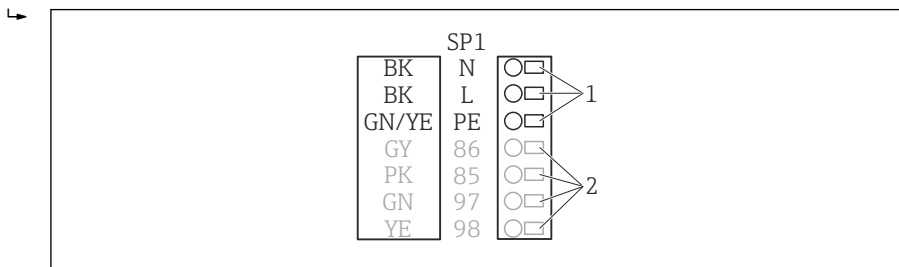 SP1
BK N
BK L
GN/YE PE
GY 86
PK 85
GN 97
YE 98
1
2